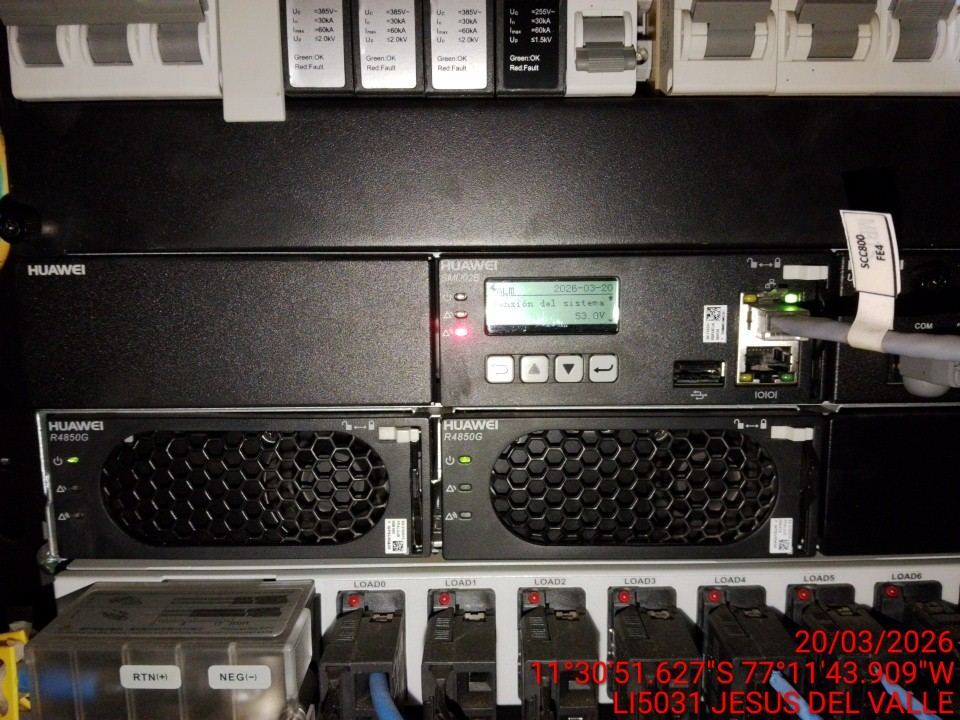 Uc =385V~
In =30kA
Imax =60kA
Up ≤2.0kV
Green:OK
Red:Fault
Uc =385V~
In =30kA
Imax =60kA
Up ≤2.0kV
Green:OK
Red:Fault
Uc =385V~
In =30kA
Imax =60kA
Up ≤2.0kV
Green:OK
Red:Fault
Uc =255V~
In =30kA
Imax =60kA
Up ≤1.5kV
Green:OK
Red:Fault
SCC800
FE4
HUAWEI
HUAWEI
SMU02B
ALM 2026-03-20
Tensión del sistema
53.0V
COM
IOIOI
HUAWEI
R4850G
HUAWEI
R4850G
LOAD0
LOAD1
LOAD2
LOAD3
LOAD4
LOAD5
LOAD6
RTN(+)
NEG(−)
20/03/2026
11°30'51.627"S 77°11'43.909"W
LI5031 JESUS DEL VALLE